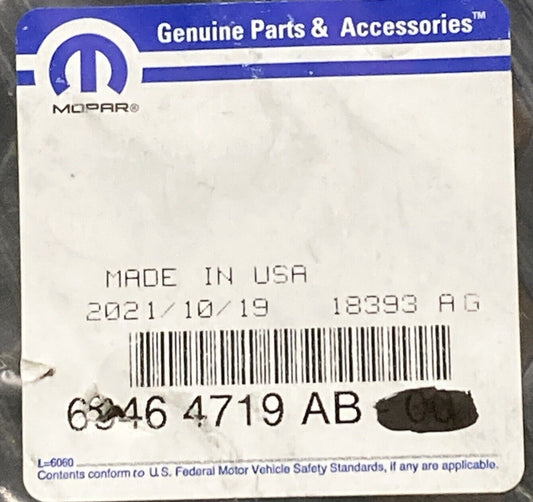 Genuine Parts & Accessories™
MOPAR®
MADE IN USA
2021/10/19 18393 AG
4719 AB
L=6060
Contents conform to U.S. Federal Motor Vehicle Safety Standards, if any are applicable.